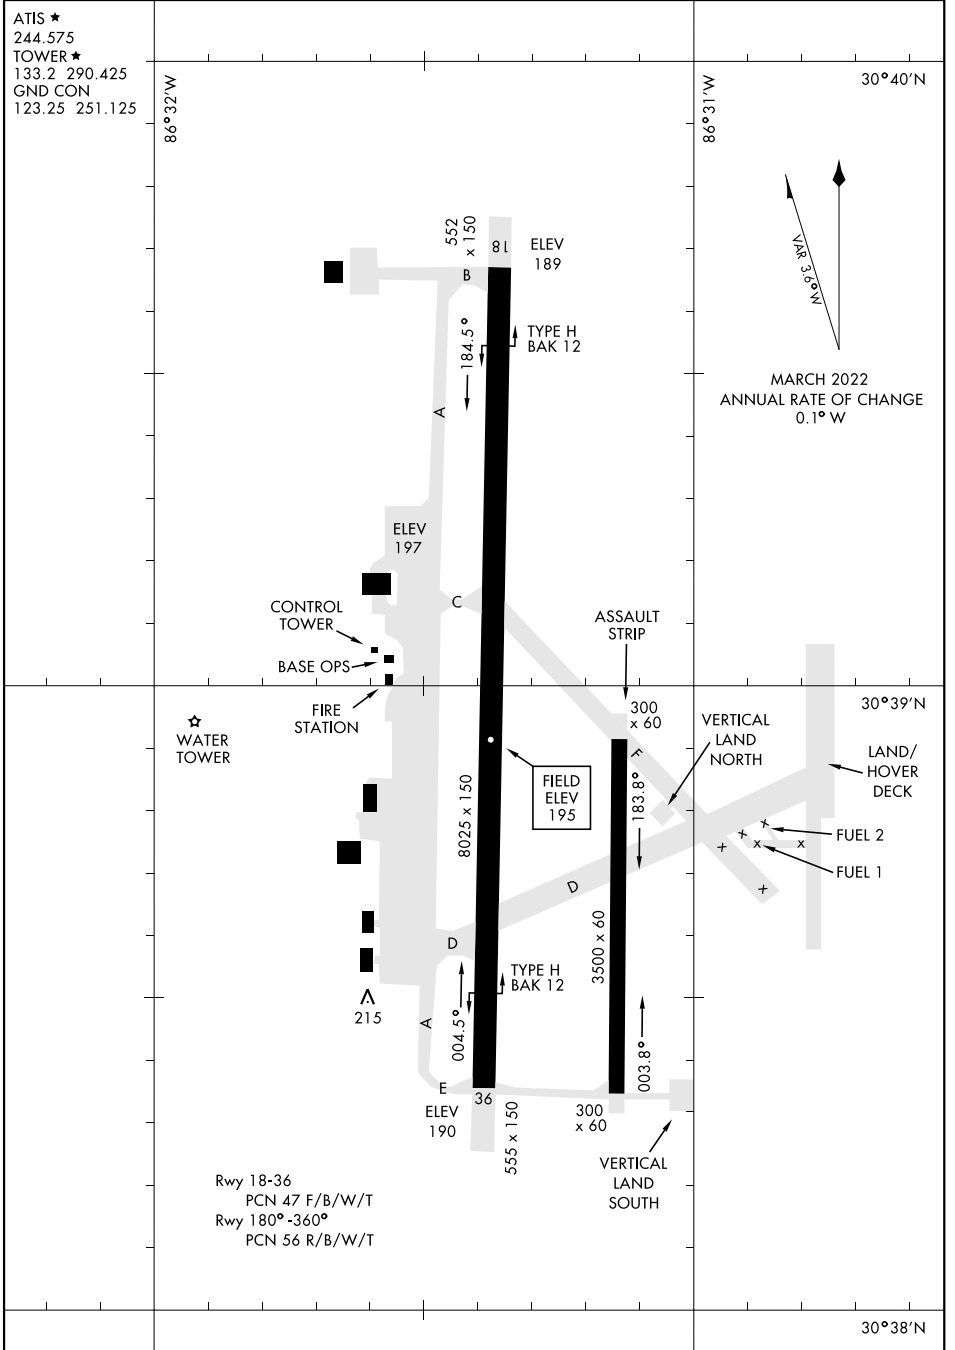 ATIS ★
244.575
TOWER ★
133.2 290.425
GND CON
123.25 251.125
86°32'W
86°31'W
30°40'N
VAR 3.6°W
MARCH 2022
ANNUAL RATE OF CHANGE
0.1° W
552
x 150
18
ELEV
189
B
184.5°
TYPE H
BAK 12
A
ELEV
197
C
CONTROL
TOWER
BASE OPS
FIRE
STATION
WATER
TOWER
ASSAULT
STRIP
300
x 60
30°39'N
VERTICAL
LAND
NORTH
LAND/
HOVER
DECK
F
183.8°
FIELD
ELEV
195
8025 x 150
x
x
x
x
x
x
FUEL 2
FUEL 1
D
D
3500 x 60
TYPE H
BAK 12
215
A
004.5°
003.8°
E
36
ELEV
190
555 x 150
300
x 60
VERTICAL
LAND
SOUTH
Rwy 18-36
PCN 47 F/B/W/T
Rwy 180°-360°
PCN 56 R/B/W/T
30°38'N